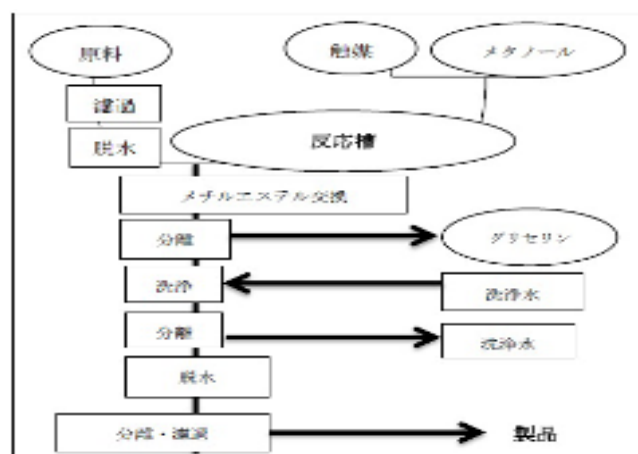 原料
触媒
メタノール
濾過
脱水
反応槽
メチルエステル交換
分離
グリセリン
洗浄
洗浄水
分離
洗浄水
脱水
分離・濾過
製品